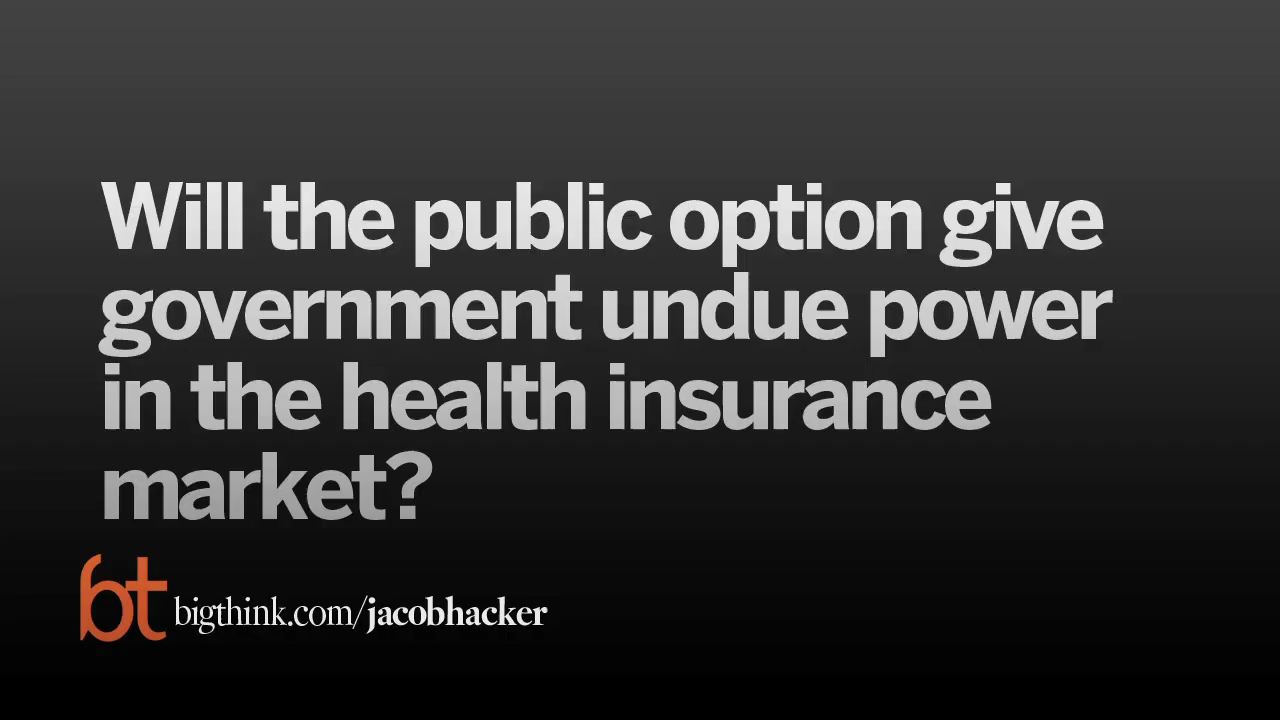 Will the public option give
government undue power
in the health insurance
market?
bt bigthink.com/jacobhacker